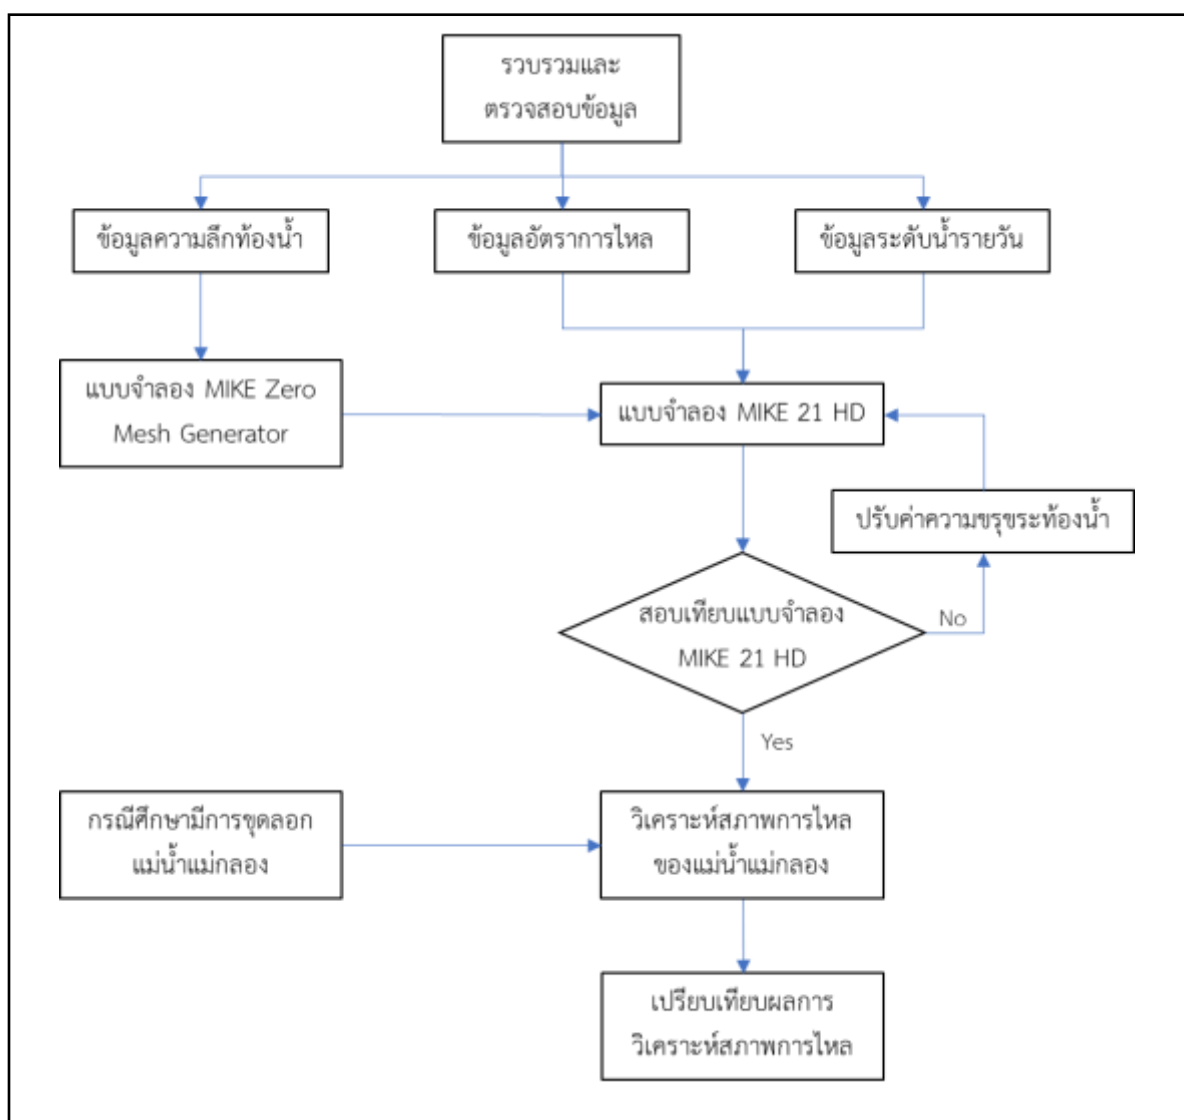 รวบรวมและ
ตรวจสอบข้อมูล
ข้อมูลความลึกท้องน้ำ
ข้อมูลอัตราการไหล
ข้อมูลระดับน้ำรายวัน
แบบจำลอง MIKE Zero
Mesh Generator
แบบจำลอง MIKE 21 HD
ปรับค่าความขรุขระท้องน้ำ
สอบเทียบแบบจำลอง
MIKE 21 HD
No
Yes
กรณีศึกษามีการขุดลอก
แม่น้ำแม่กลอง
วิเคราะห์สภาพการไหล
ของแม่น้ำแม่กลอง
เปรียบเทียบผลการ
วิเคราะห์สภาพการไหล